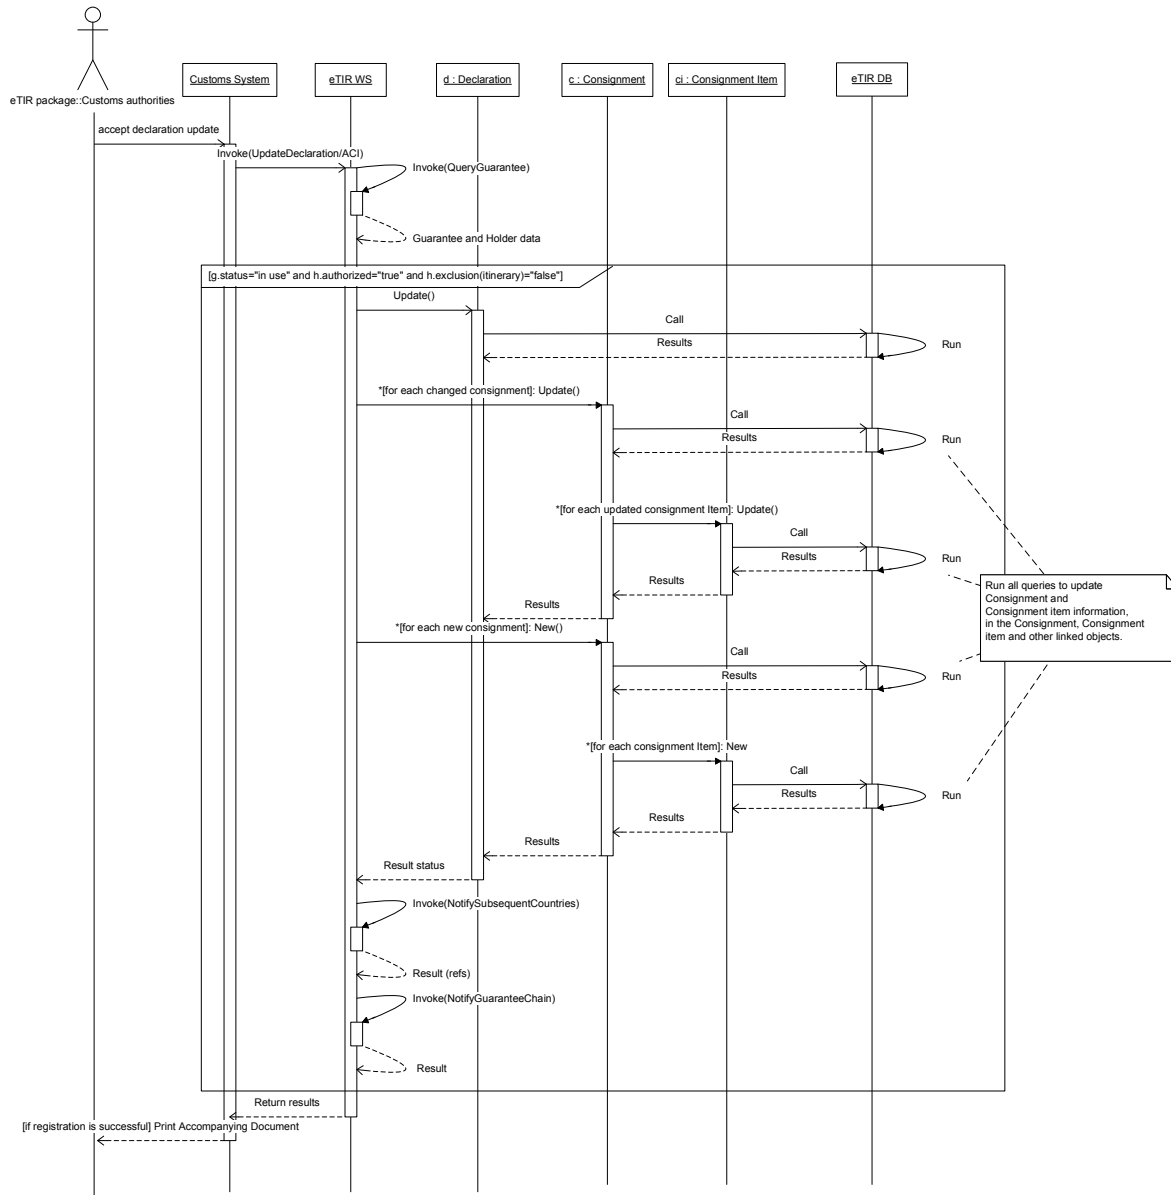 Customs System
eTIR WS
d : Declaration
c : Consignment
ci : Consignment Item
eTIR DB
eTIR package::Customs authorities
accept declaration update
Invoke(UpdateDeclaration/ACI)
Invoke(QueryGuarantee)
Guarantee and Holder data
[g.status="in use" and h.authorized="true" and h.exclusion(itinerary)="false"]
Update()
Call
Results
Run
*[for each changed consignment]: Update()
Call
Results
Run
*[for each updated consignment Item]: Update()
Call
Results
Run
Results
Results
Run all queries to update
Consignment and
Consignment item information,
in the Consignment, Consignment
item and other linked objects.
*[for each new consignment]: New()
Call
Results
Run
*[for each consignment Item]: New
Call
Results
Run
Results
Results
Result status
Invoke(NotifySubsequentCountries)
Result (refs)
Invoke(NotifyGuaranteeChain)
Result
Return results
[if registration is successful] Print Accompanying Document